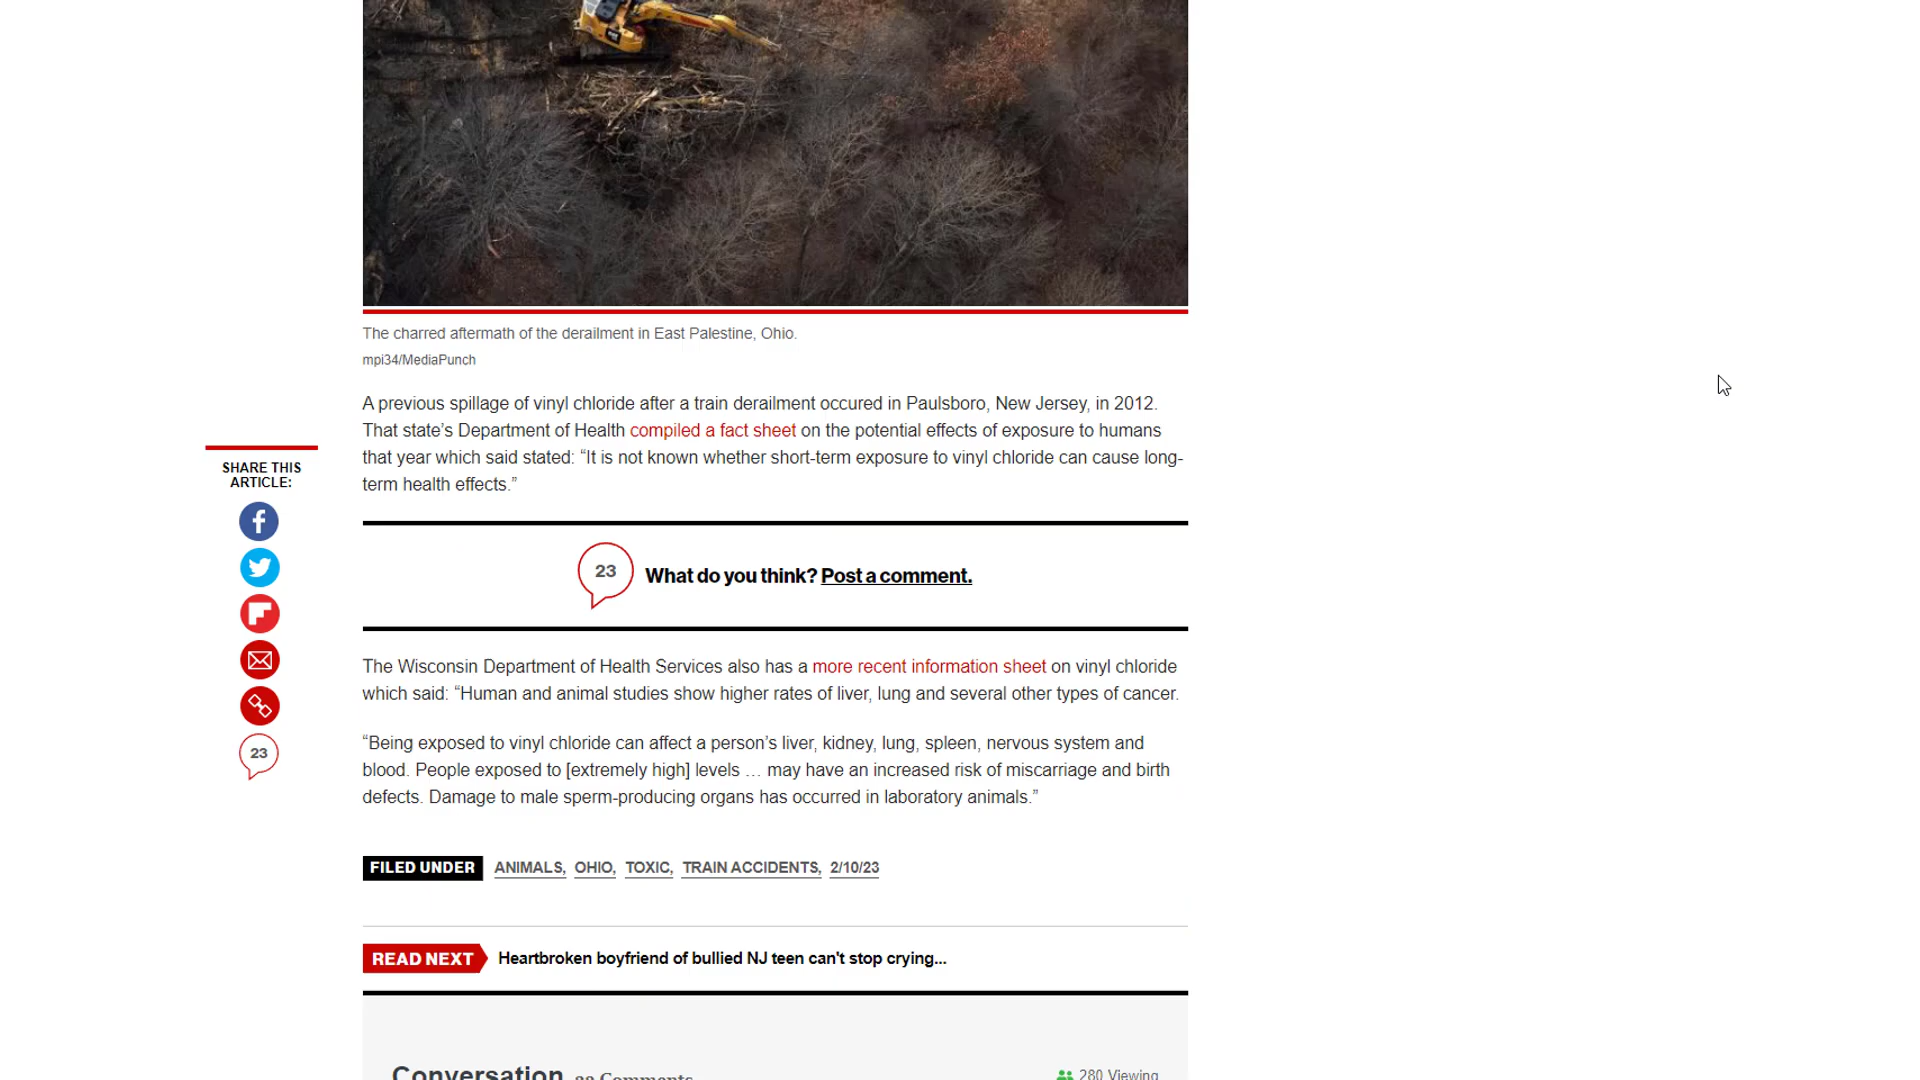 The charred aftermath of the derailment in East Palestine, Ohio.
mpi34/MediaPunch
A previous spillage of vinyl chloride after a train derailment occured in Paulsboro, New Jersey, in 2012.
That state’s Department of Health compiled a fact sheet on the potential effects of exposure to humans
that year which said stated: “It is not known whether short-term exposure to vinyl chloride can cause long-
term health effects.”
SHARE THIS
ARTICLE:
23
23 What do you think? Post a comment.
The Wisconsin Department of Health Services also has a more recent information sheet on vinyl chloride
which said: “Human and animal studies show higher rates of liver, lung and several other types of cancer.
“Being exposed to vinyl chloride can affect a person’s liver, kidney, lung, spleen, nervous system and
blood. People exposed to [extremely high] levels … may have an increased risk of miscarriage and birth
defects. Damage to male sperm-producing organs has occurred in laboratory animals.”
FILED UNDER ANIMALS, OHIO, TOXIC, TRAIN ACCIDENTS, 2/10/23
READ NEXT Heartbroken boyfriend of bullied NJ teen can't stop crying...
Conversation 23 Comments 280 Viewing